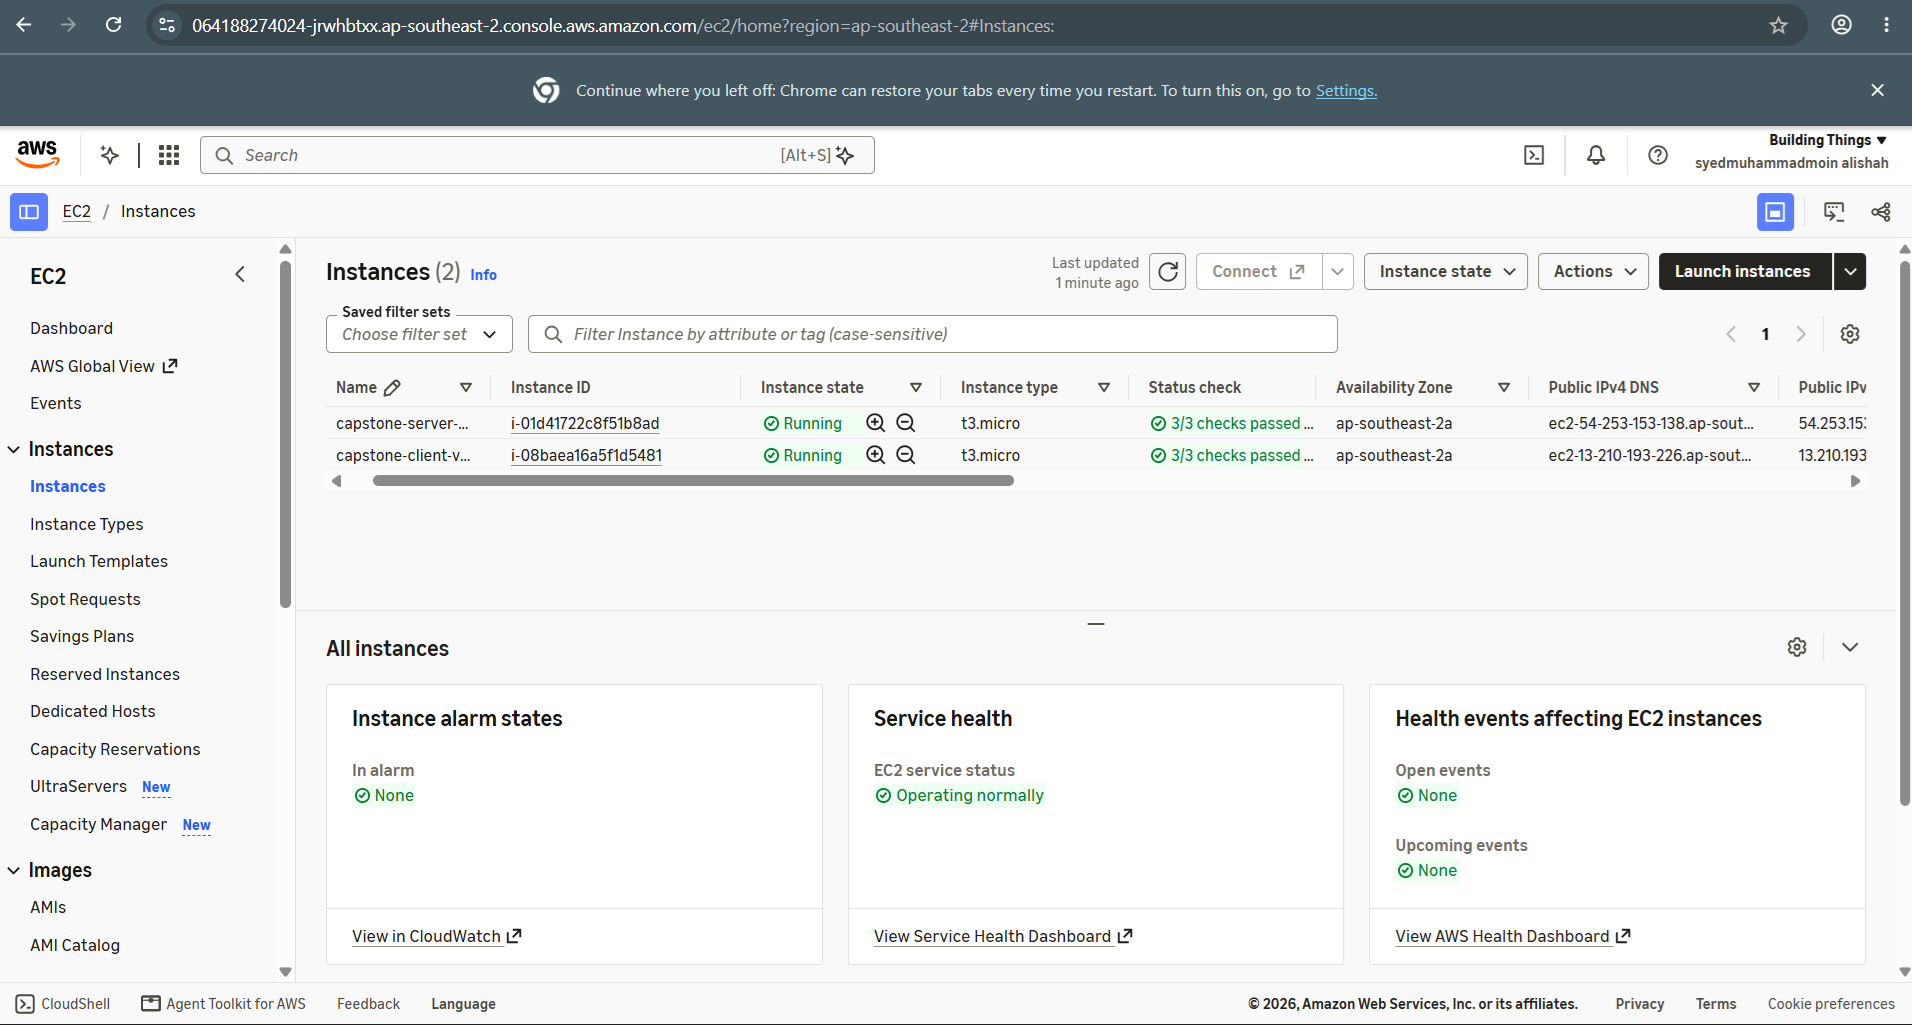 064188274024-jrwhbtxx.ap-southeast-2.console.aws.amazon.com/ec2/home?region=ap-southeast-2#Instances:
Continue where you left off: Chrome can restore your tabs every time you restart. To turn this on, go to Settings.
aws
Search [Alt+S]
Building Things
syedmuhammadmoin alishah
EC2 / Instances
EC2
Dashboard
AWS Global View
Events
Instances
Instances
Instance Types
Launch Templates
Spot Requests
Savings Plans
Reserved Instances
Dedicated Hosts
Capacity Reservations
UltraServers New
Capacity Manager New
Images
AMIs
AMI Catalog
Instances (2) Info
Last updated
1 minute ago
Connect
Instance state
Actions
Launch instances
Saved filter sets
Choose filter set
Filter Instance by attribute or tag (case-sensitive)
1
Name Instance ID Instance state Instance type Status check Availability Zone Public IPv4 DNS Public IPv
capstone-server-... i-01d41722c8f51b8ad Running t3.micro 3/3 checks passed ... ap-southeast-2a ec2-54-253-153-138.ap-sout... 54.253.153
capstone-client-v... i-08baea16a5f1d5481 Running t3.micro 3/3 checks passed ... ap-southeast-2a ec2-13-210-193-226.ap-sout... 13.210.193
All instances
Instance alarm states
In alarm
None
View in CloudWatch
Service health
EC2 service status
Operating normally
View Service Health Dashboard
Health events affecting EC2 instances
Open events
None
Upcoming events
None
View AWS Health Dashboard
CloudShell Agent Toolkit for AWS Feedback Language
© 2026, Amazon Web Services, Inc. or its affiliates. Privacy Terms Cookie preferences